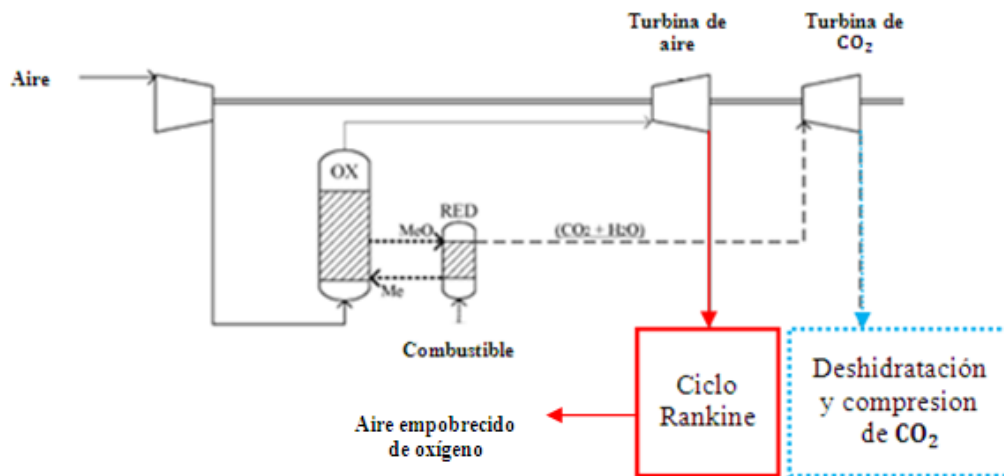 Turbina de
aire
Turbina de
CO₂
Aire
OX
RED
MeO
(CO₂ + H₂O)
Me
Combustible
Ciclo
Rankine
Deshidratación
y compresion
de CO₂
Aire empobrecido
de oxígeno